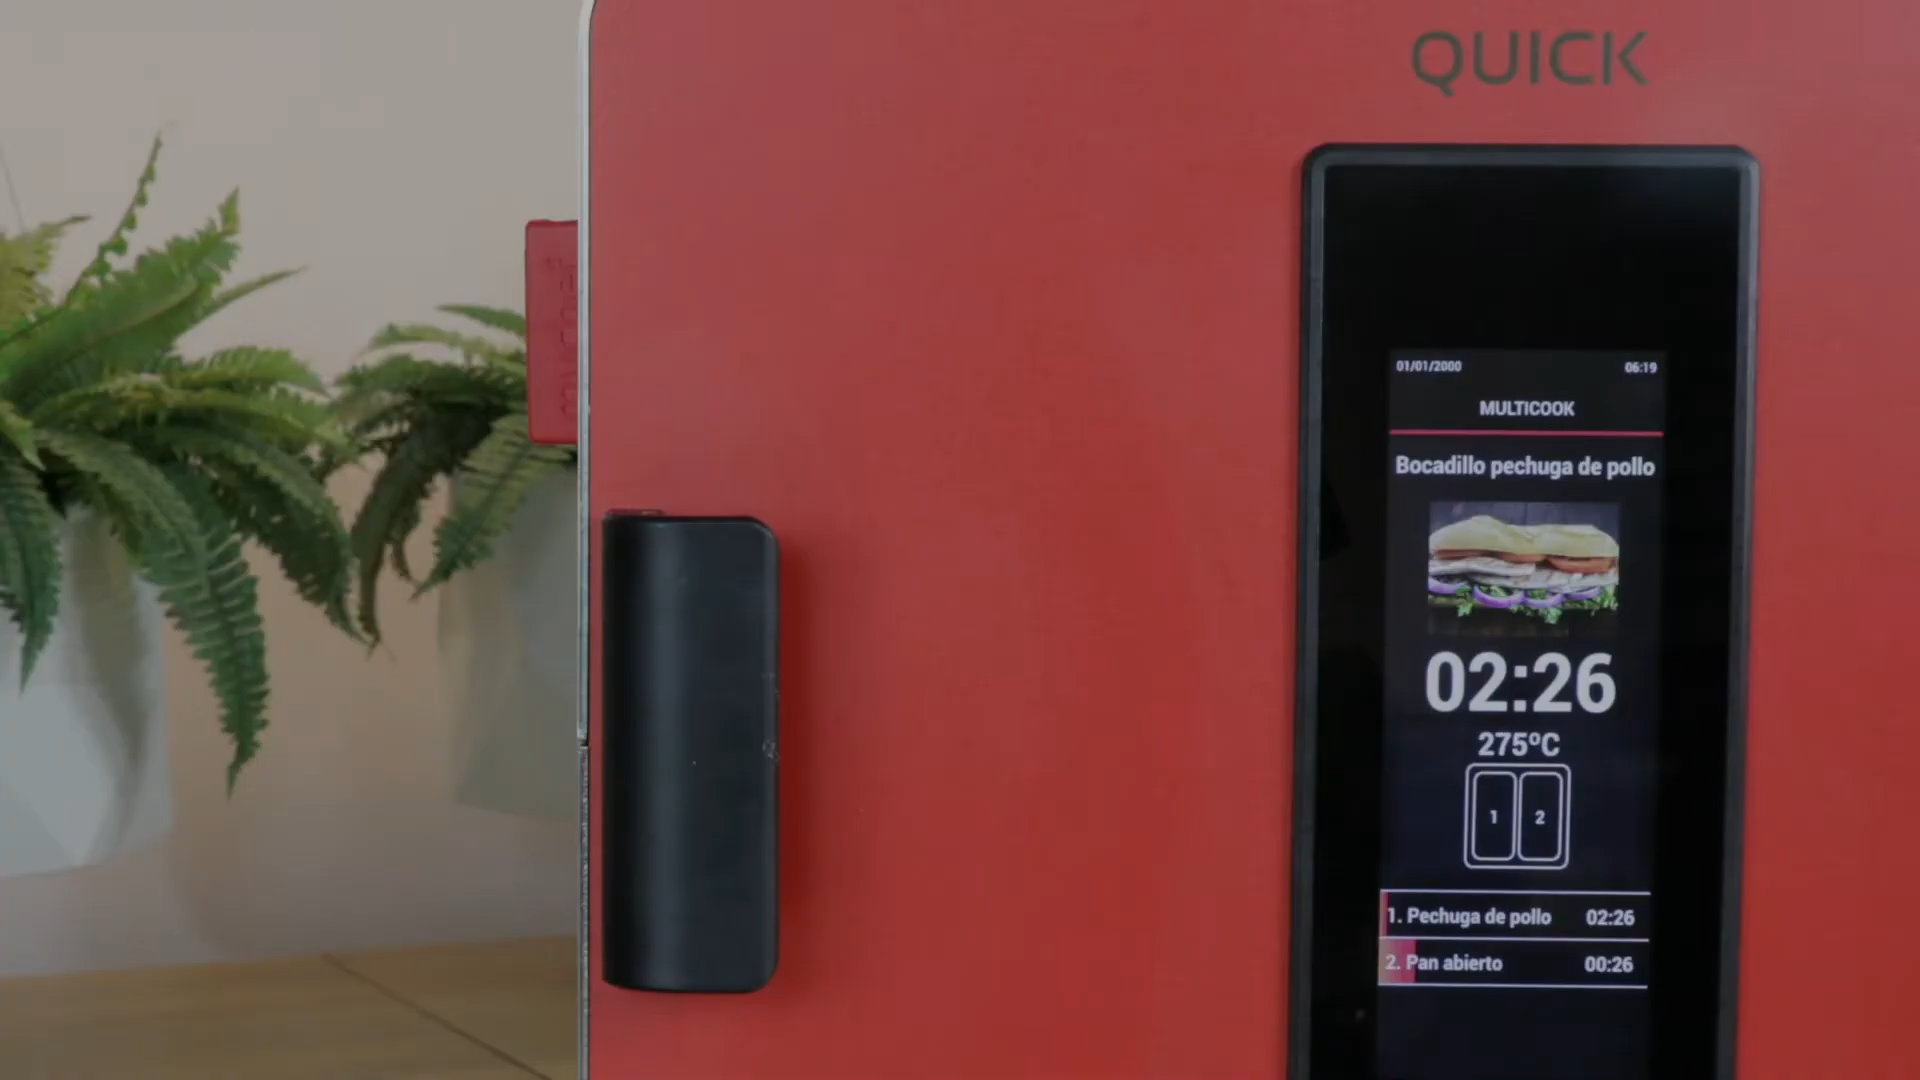 QUICK
01/01/2000 06:19
MULTICOOK
Bocadillo pechuga de pollo
02:26
275ºC
1 2
1. Pechuga de pollo 02:26
2. Pan abierto 00:26